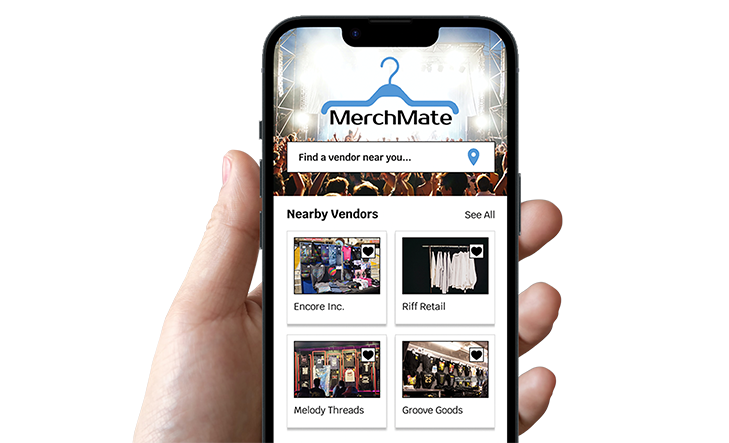 MerchMate
Find a vendor near you...
Nearby Vendors
See All
Encore Inc.
Riff Retail
Melody Threads
Groove Goods